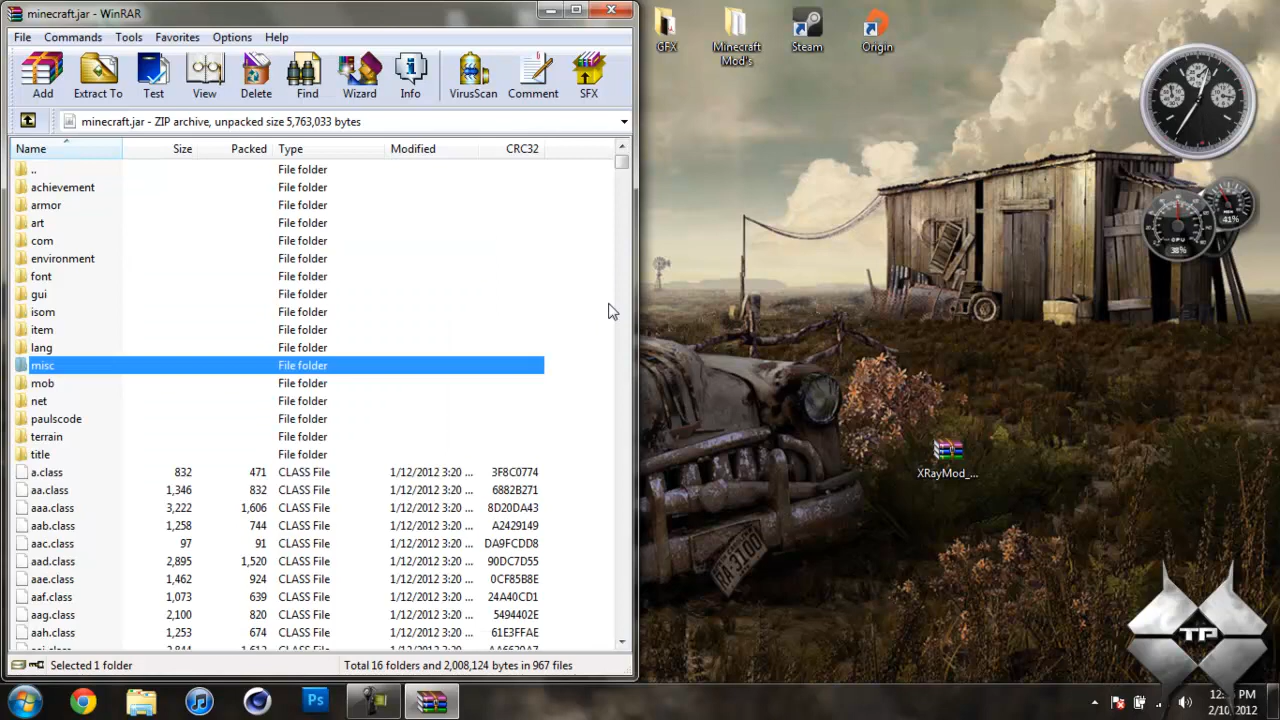 minecraft.jar - WinRAR
File Commands Tools Favorites Options Help
Add Extract To Test View Delete Find Wizard Info VirusScan Comment SFX
minecraft.jar - ZIP archive, unpacked size 5,763,033 bytes
Name Size Packed Type Modified CRC32
.. File folder
achievement File folder
armor File folder
art File folder
com File folder
environment File folder
font File folder
gui File folder
isom File folder
item File folder
lang File folder
misc File folder
mob File folder
net File folder
paulscode File folder
terrain File folder
title File folder
a.class 832 471 CLASS File 1/12/2012 3:20 ... 3F8C0774
aa.class 1,346 832 CLASS File 1/12/2012 3:20 ... 6882B271
aaa.class 3,222 1,606 CLASS File 1/12/2012 3:20 ... 8D20DA43
aab.class 1,258 744 CLASS File 1/12/2012 3:20 ... A2429149
aac.class 97 91 CLASS File 1/12/2012 3:20 ... DA9FCDD8
aad.class 2,895 1,520 CLASS File 1/12/2012 3:20 ... 90DC7D55
aae.class 1,462 924 CLASS File 1/12/2012 3:20 ... 0CF85B8E
aaf.class 1,073 639 CLASS File 1/12/2012 3:20 ... 24A40CD1
aag.class 2,100 820 CLASS File 1/12/2012 3:20 ... 5494402E
aah.class 1,253 674 CLASS File 1/12/2012 3:20 ... 61E3FFAE
Selected 1 folder Total 16 folders and 2,008,124 bytes in 967 files
GFX
Minecraft
Mod's
Steam
Origin
41%
CPU
38%
XRayMod_...
TP
Ps
2/10/2012